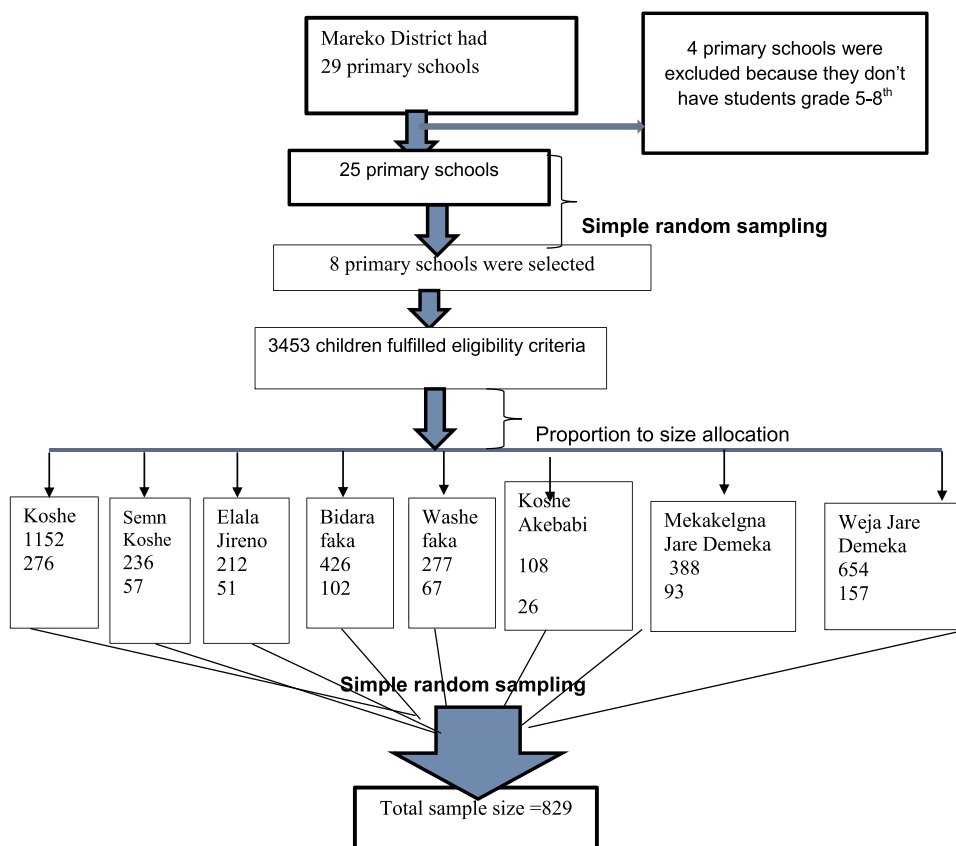 Mareko District had
29 primary schools
4 primary schools were
excluded because they don’t
have students grade 5-8th
25 primary schools
Simple random sampling
8 primary schools were selected
3453 children fulfilled eligibility criteria
Proportion to size allocation
Koshe
1152
276
Semn
Koshe
236
57
Elala
Jireno
212
51
Bidara
faka
426
102
Washe
faka
277
67
Koshe
Akebabi
108
26
Mekakelgna
Jare Demeka
388
93
Weja Jare
Demeka
654
157
Simple random sampling
Total sample size =829